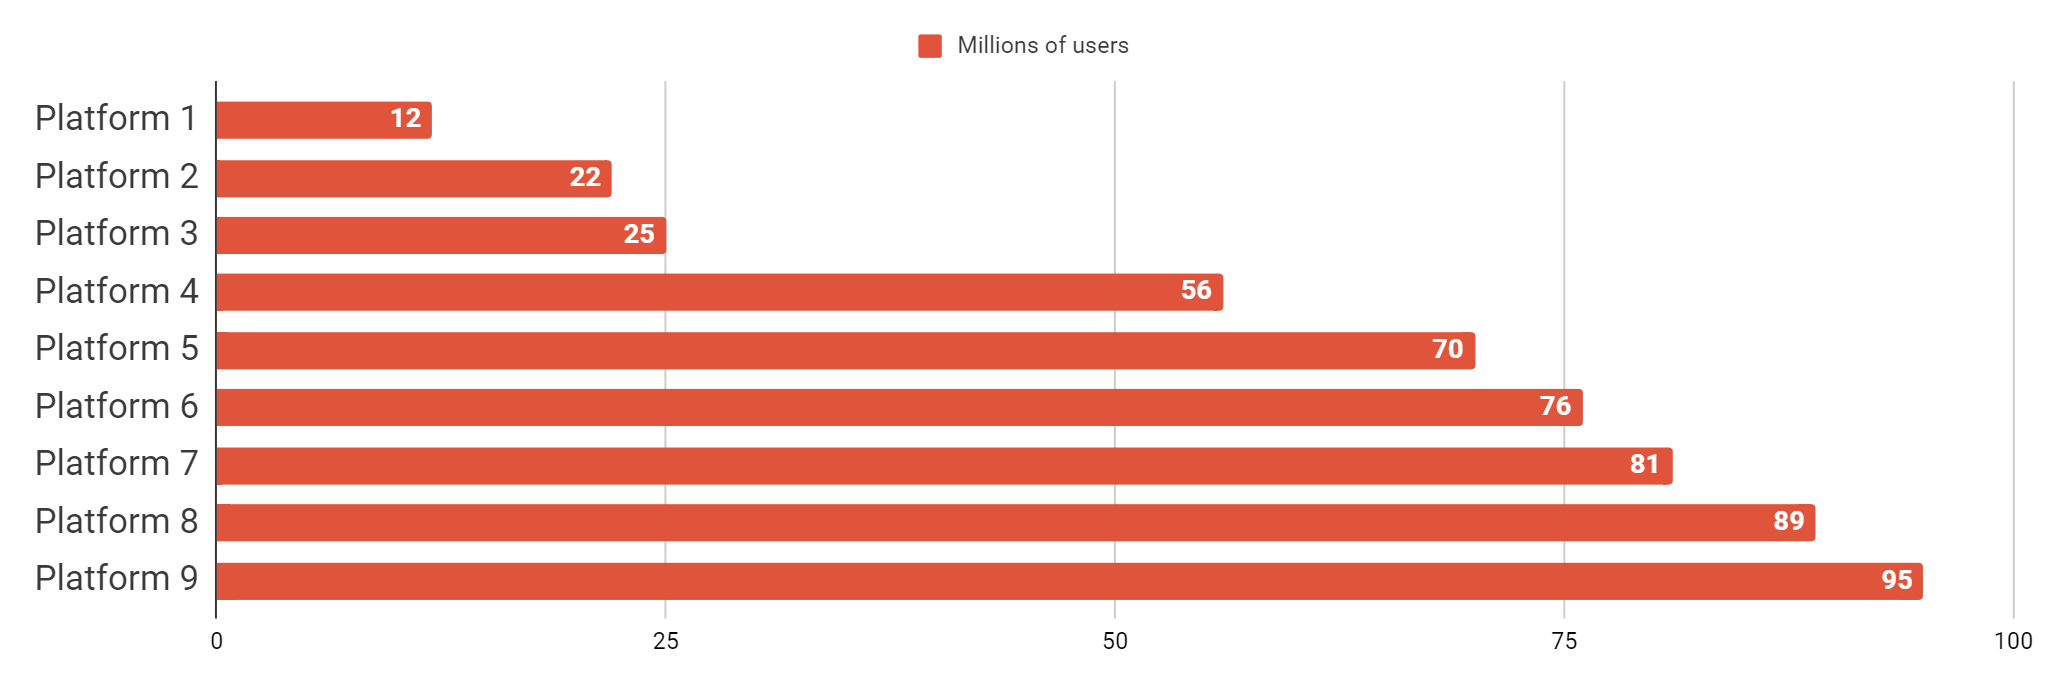 Millions of users
Platform 1 12
Platform 2 22
Platform 3 25
Platform 4 56
Platform 5 70
Platform 6 76
Platform 7 81
Platform 8 89
Platform 9 95
0 25 50 75 100